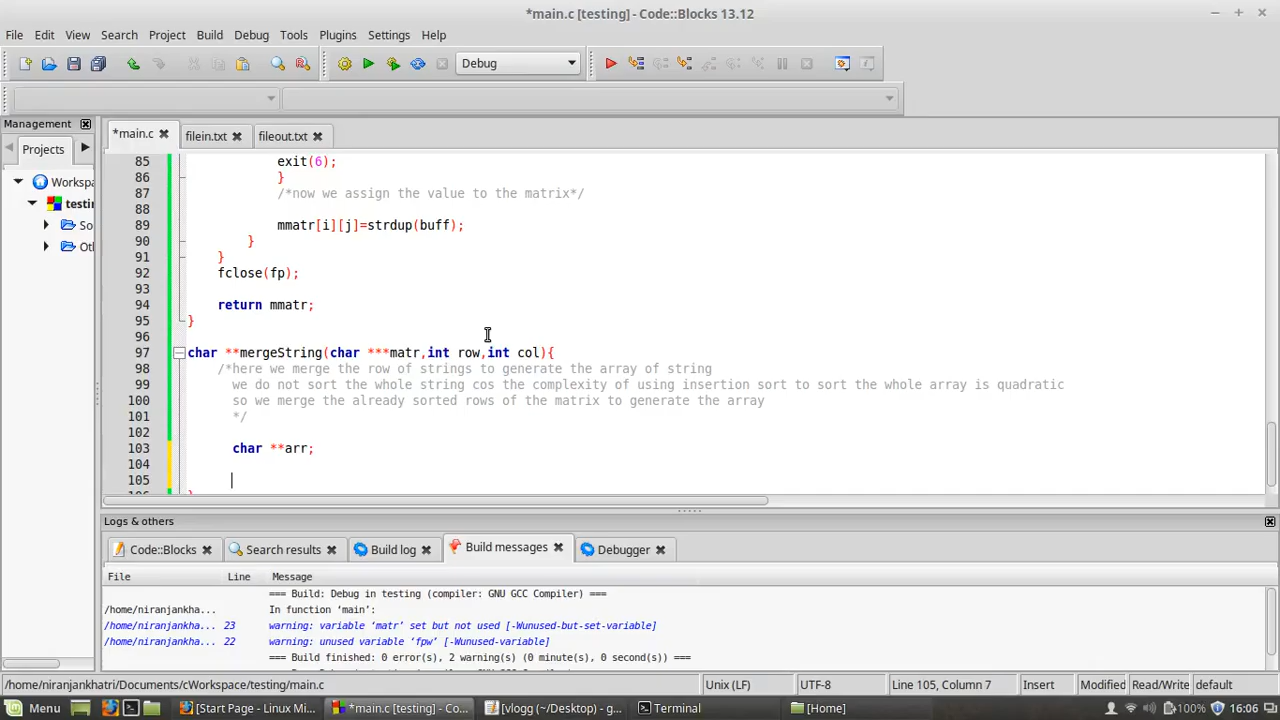 *main.c [testing] - Code::Blocks 13.12
File Edit View Search Project Build Debug Tools Plugins Settings Help
Debug
Management
*main.c filein.txt fileout.txt
Projects
85 exit(6);
86 }
87 /*now we assign the value to the matrix*/
88
89 mmatr[i][j]=strdup(buff);
90 }
91 }
92 fclose(fp);
93
94 return mmatr;
95 }
96
97 char **mergeString(char ***matr,int row,int col){
98 /*here we merge the row of strings to generate the array of string
99 we do not sort the whole string cos the complexity of using insertion sort to sort the whole array is quadratic
100 so we merge the already sorted rows of the matrix to generate the array
101 */
102
103 char **arr;
104
105
106 }
Workspa
testin
So
Oth
Logs & others
Code::Blocks Search results Build log Build messages Debugger
File Line Message
=== Build: Debug in testing (compiler: GNU GCC Compiler) ===
/home/niranjankha... In function ‘main’:
/home/niranjankha... 23 warning: variable ‘matr’ set but not used [-Wunused-but-set-variable]
/home/niranjankha... 22 warning: unused variable ‘fpw’ [-Wunused-variable]
=== Build finished: 0 error(s), 2 warning(s) (0 minute(s), 0 second(s)) ===
/home/niranjankhatri/Documents/cWorkspace/testing/main.c Unix (LF) UTF-8 Line 105, Column 7 Insert Modified Read/Write default
Menu [Start Page - Linux Mi... *main.c [testing] - Co... vlogg (~/Desktop) - g... Terminal [Home] 100% 16:06